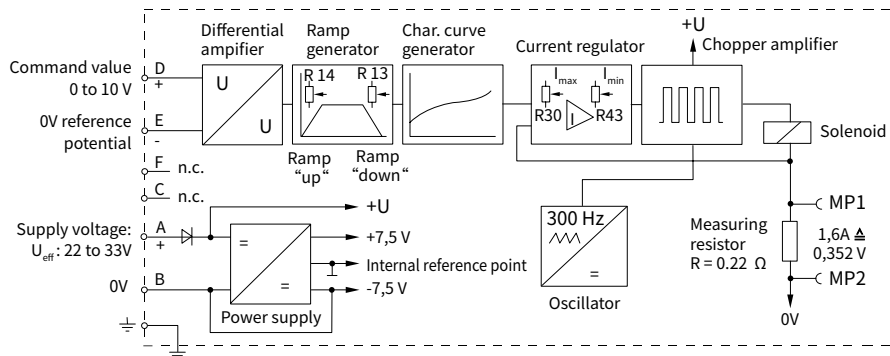 Differential
ampifier
Ramp
generator
Char. curve
generator
Current regulator
+U
Chopper amplifier
Command value
0 to 10 V
D
+
U
U
R 14
R 13
I max
I min
R30
I
R43
0V reference
potential
E
-
Ramp
"up"
Ramp
"down"
Solenoid
F
n.c.
C
n.c.
Supply voltage:
Ueff : 22 to 33V
A
+
=
=
+U
+7,5 V
Internal reference point
-7,5 V
0V
B
Power supply
300 Hz
=
Oscillator
MP1
Measuring
resistor
R = 0.22 Ω
1,6A ≙
0,352 V
MP2
0V